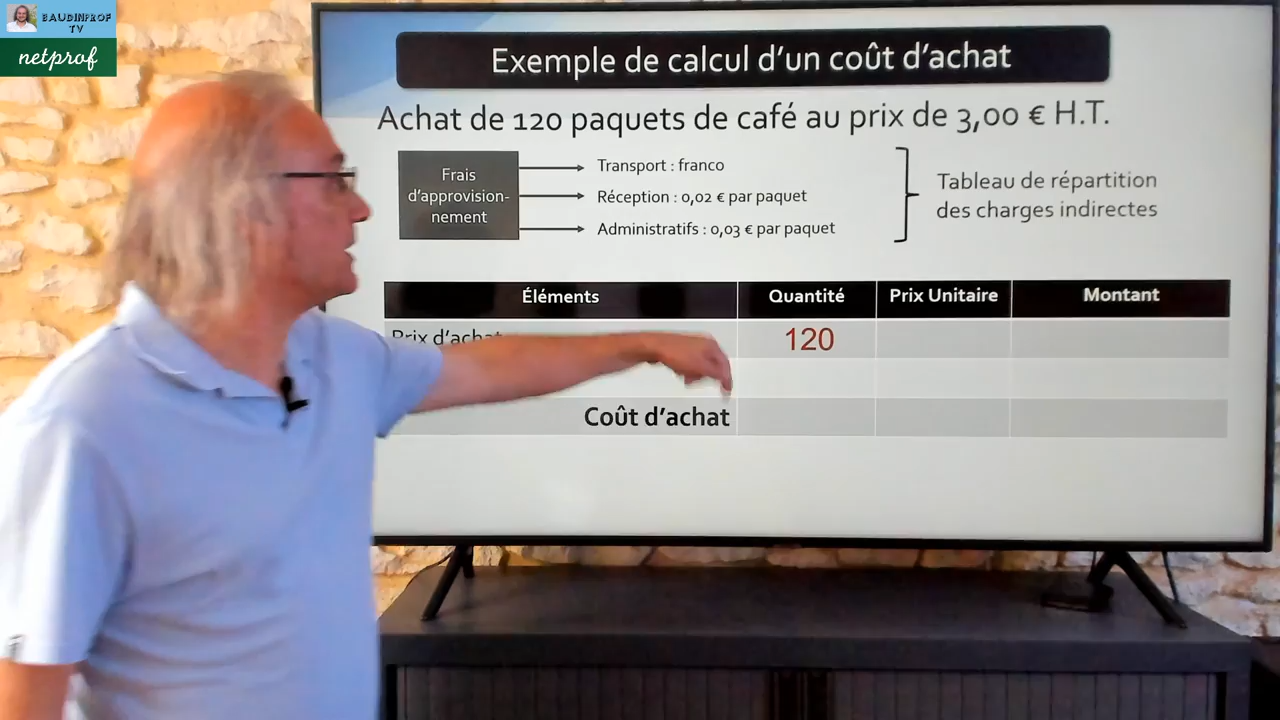 BAUDINPROF
TV
netprof
Exemple de calcul d'un coût d'achat
Achat de 120 paquets de café au prix de 3,00 € H.T.
Frais
d'approvision-
nement
Transport : franco
Réception : 0,02 € par paquet
Administratifs : 0,03 € par paquet
Tableau de répartition
des charges indirectes
Éléments Quantité Prix Unitaire Montant
Prix d'achat 120
Coût d'achat